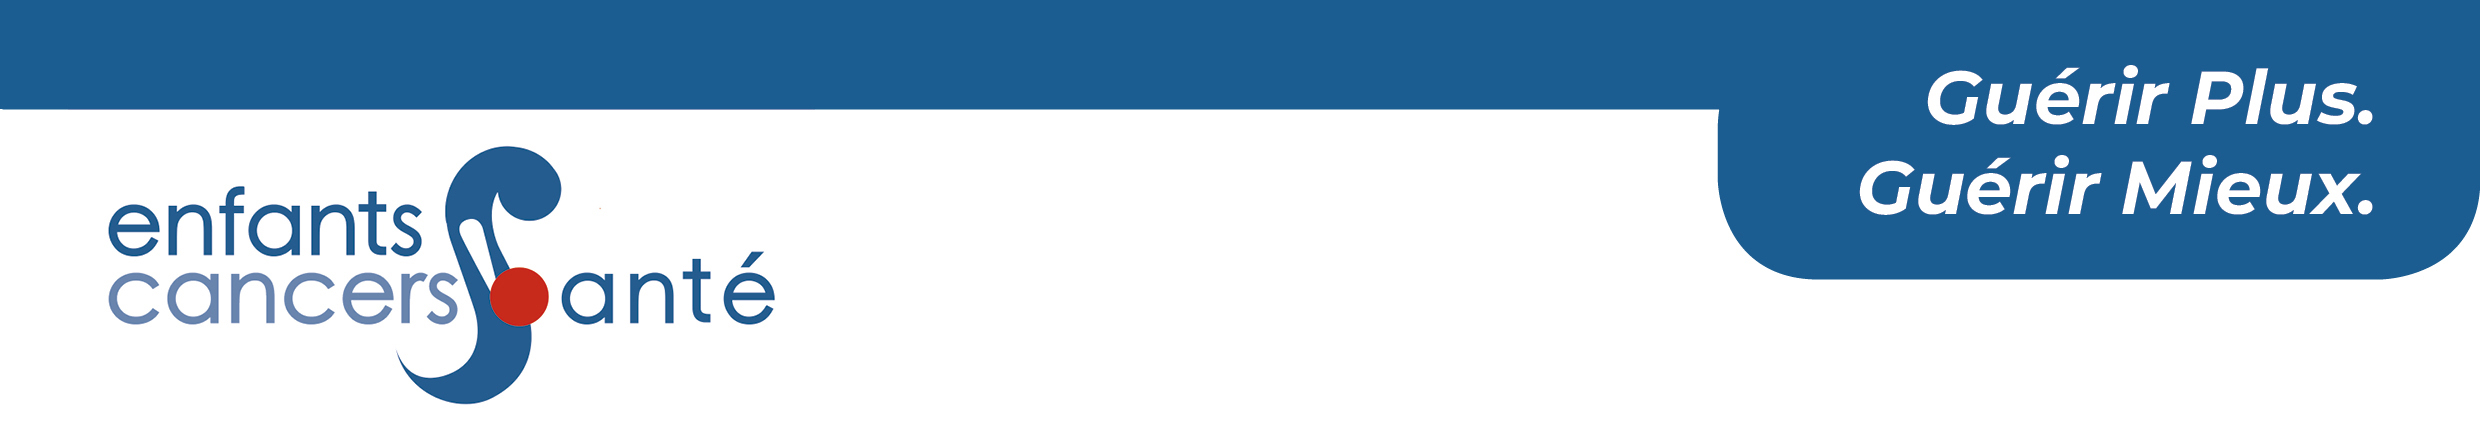 Guérir Plus.
Guérir Mieux.
enfants
cancers Santé